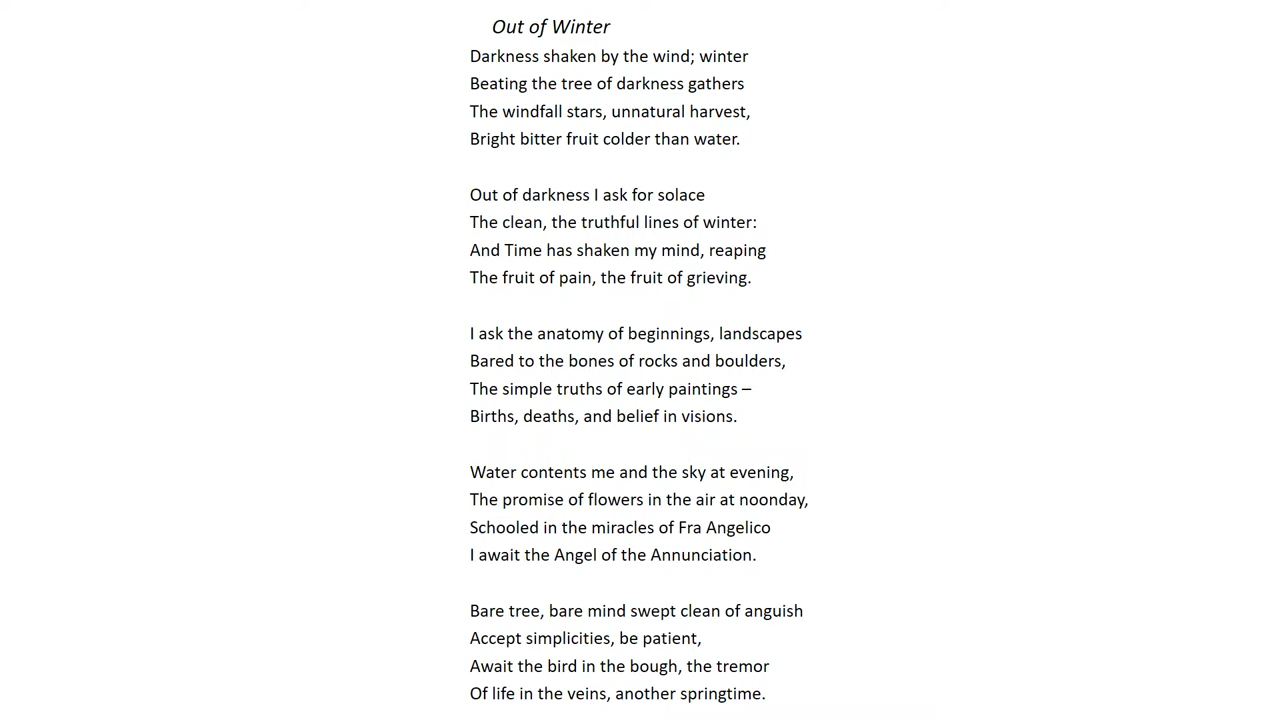 Out of Winter
Darkness shaken by the wind; winter
Beating the tree of darkness gathers
The windfall stars, unnatural harvest,
Bright bitter fruit colder than water.

Out of darkness I ask for solace
The clean, the truthful lines of winter:
And Time has shaken my mind, reaping
The fruit of pain, the fruit of grieving.

I ask the anatomy of beginnings, landscapes
Bared to the bones of rocks and boulders,
The simple truths of early paintings –
Births, deaths, and belief in visions.

Water contents me and the sky at evening,
The promise of flowers in the air at noonday,
Schooled in the miracles of Fra Angelico
I await the Angel of the Annunciation.

Bare tree, bare mind swept clean of anguish
Accept simplicities, be patient,
Await the bird in the bough, the tremor
Of life in the veins, another springtime.